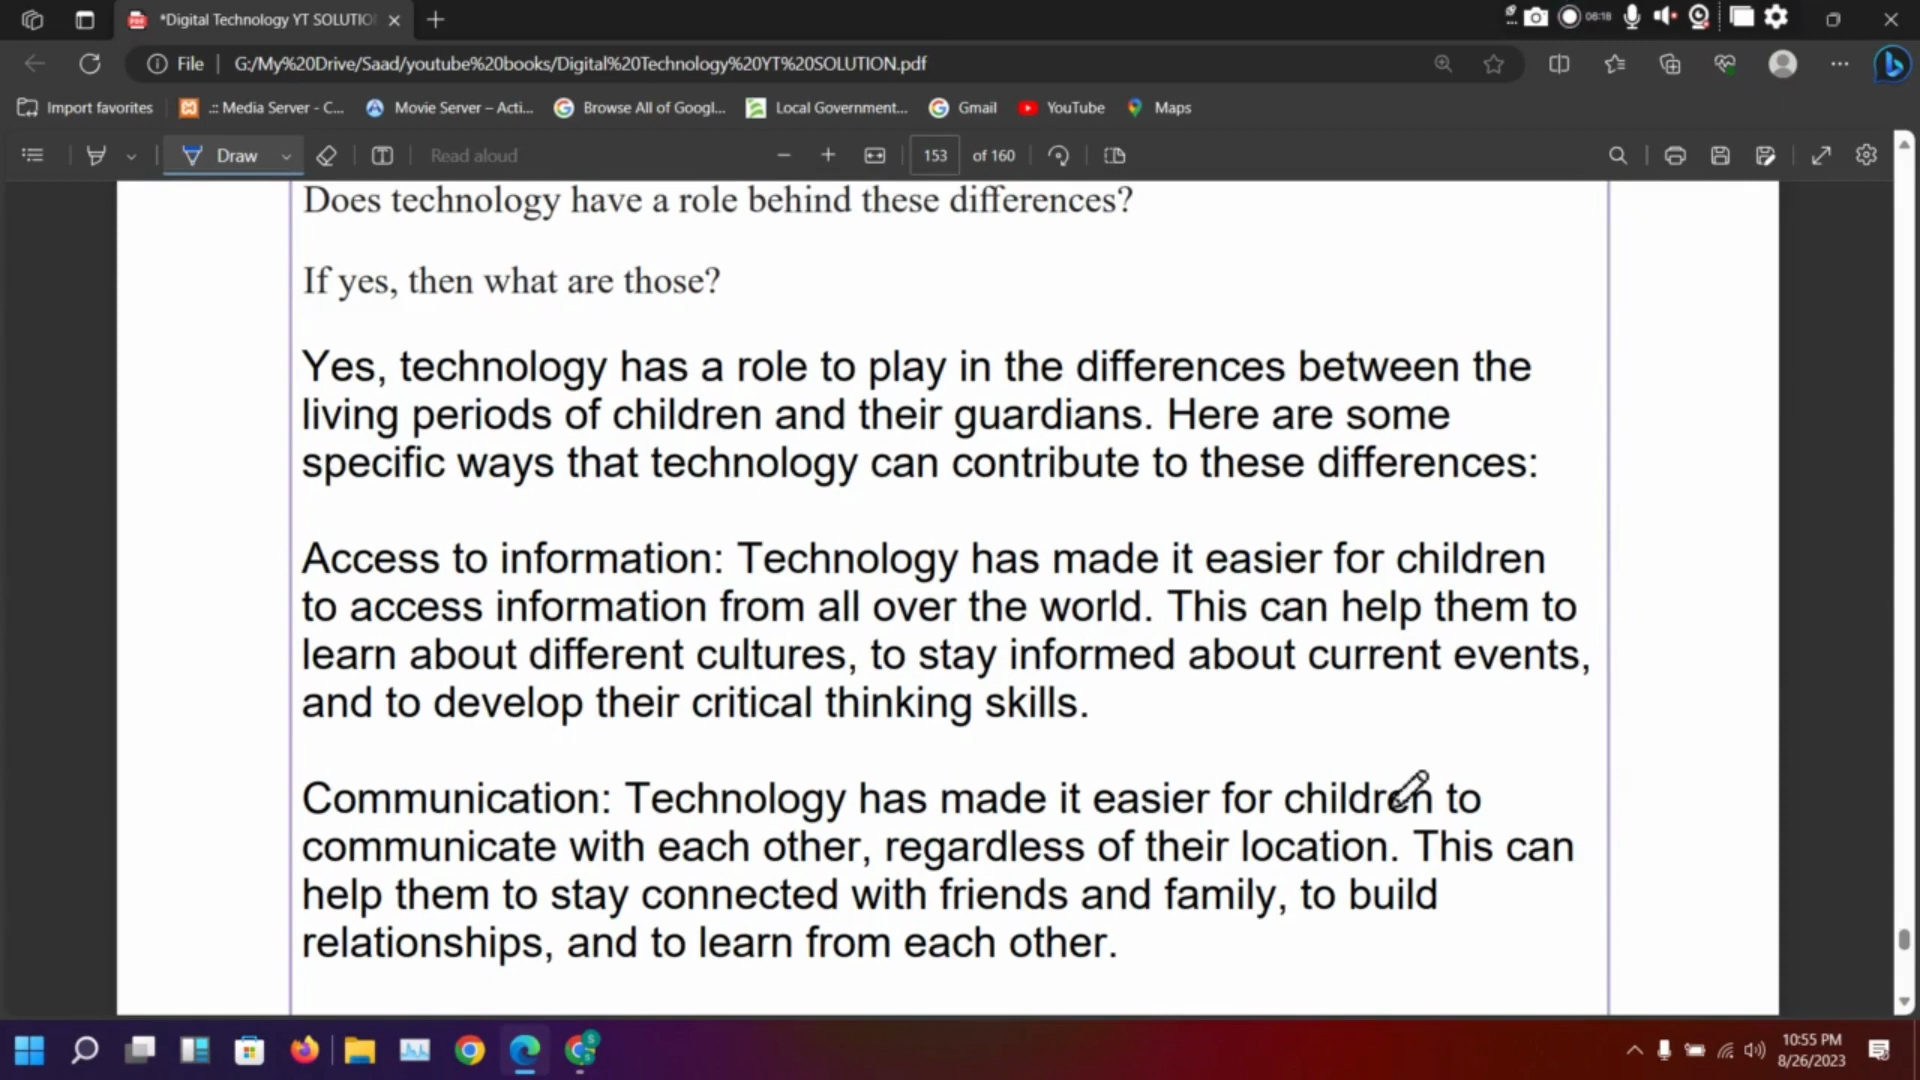 *Digital Technology YT SOLUTIO
06:18
File
G:/My%20Drive/Saad/youtube%20books/Digital%20Technology%20YT%20SOLUTION.pdf
Import favorites
.:: Media Server - C...
Movie Server – Acti...
Browse All of Googl...
Local Government...
Gmail
YouTube
Maps
Draw
Read aloud
153 of 160
Does technology have a role behind these differences?
If yes, then what are those?
Yes, technology has a role to play in the differences between the
living periods of children and their guardians. Here are some
specific ways that technology can contribute to these differences:
Access to information: Technology has made it easier for children
to access information from all over the world. This can help them to
learn about different cultures, to stay informed about current events,
and to develop their critical thinking skills.
Communication: Technology has made it easier for children to
communicate with each other, regardless of their location. This can
help them to stay connected with friends and family, to build
relationships, and to learn from each other.
10:55 PM
8/26/2023